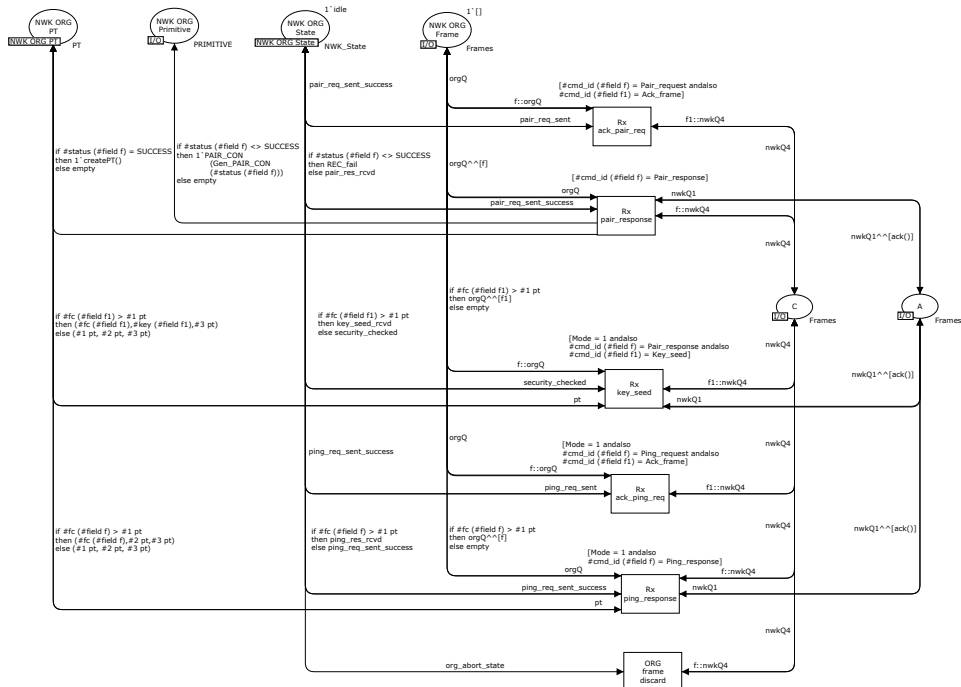 1`idle
1`[]
NWK ORG
PT
NWK ORG PT
PT
NWK ORG
Primitive
I/O
PRIMITIVE
NWK ORG
State
NWK ORG State
NWK_State
NWK ORG
Frame
I/O
Frames
pair_req_sent_success
orgQ
[#cmd_id (#field f) = Pair_request andalso
#cmd_id (#field f1) = Ack_frame]
f::orgQ
pair_req_sent
Rx
ack_pair_req
f1::nwkQ4
nwkQ4
if #status (#field f) = SUCCESS
then 1`createPT()
else empty
if #status (#field f) <> SUCCESS
then 1`PAIR_CON
(Gen_PAIR_CON
(#status (#field f)))
else empty
if #status (#field f) <> SUCCESS
then REC_fail
else pair_res_rcvd
orgQ^^[f]
[#cmd_id (#field f) = Pair_response]
orgQ
pair_req_sent_success
Rx
pair_response
nwkQ1
f::nwkQ4
nwkQ4
nwkQ1^^[ack()]
C
I/O
Frames
A
I/O
Frames
if #fc (#field f1) > #1 pt
then (#fc (#field f1),#key (#field f1),#3 pt)
else (#1 pt, #2 pt, #3 pt)
if #fc (#field f1) > #1 pt
then key_seed_rcvd
else security_checked
if #fc (#field f1) > #1 pt
then orgQ^^[f1]
else empty
[Mode = 1 andalso
#cmd_id (#field f) = Pair_response andalso
#cmd_id (#field f1) = Key_seed]
nwkQ4
f::orgQ
security_checked
pt
Rx
key_seed
f1::nwkQ4
nwkQ1
nwkQ1^^[ack()]
ping_req_sent_success
orgQ
[Mode = 1 andalso
#cmd_id (#field f) = Ping_request andalso
#cmd_id (#field f1) = Ack_frame]
nwkQ4
f::orgQ
ping_req_sent
Rx
ack_ping_req
f1::nwkQ4
if #fc (#field f) > #1 pt
then (#fc (#field f),#2 pt,#3 pt)
else (#1 pt, #2 pt, #3 pt)
if #fc (#field f) > #1 pt
then ping_res_rcvd
else ping_req_sent_success
if #fc (#field f) > #1 pt
then orgQ^^[f]
else empty
nwkQ4
nwkQ1^^[ack()]
[Mode = 1 andalso
#cmd_id (#field f) = Ping_response]
orgQ
ping_req_sent_success
pt
Rx
ping_response
f::nwkQ4
nwkQ1
nwkQ4
org_abort_state
ORG
frame
discard
f::nwkQ4